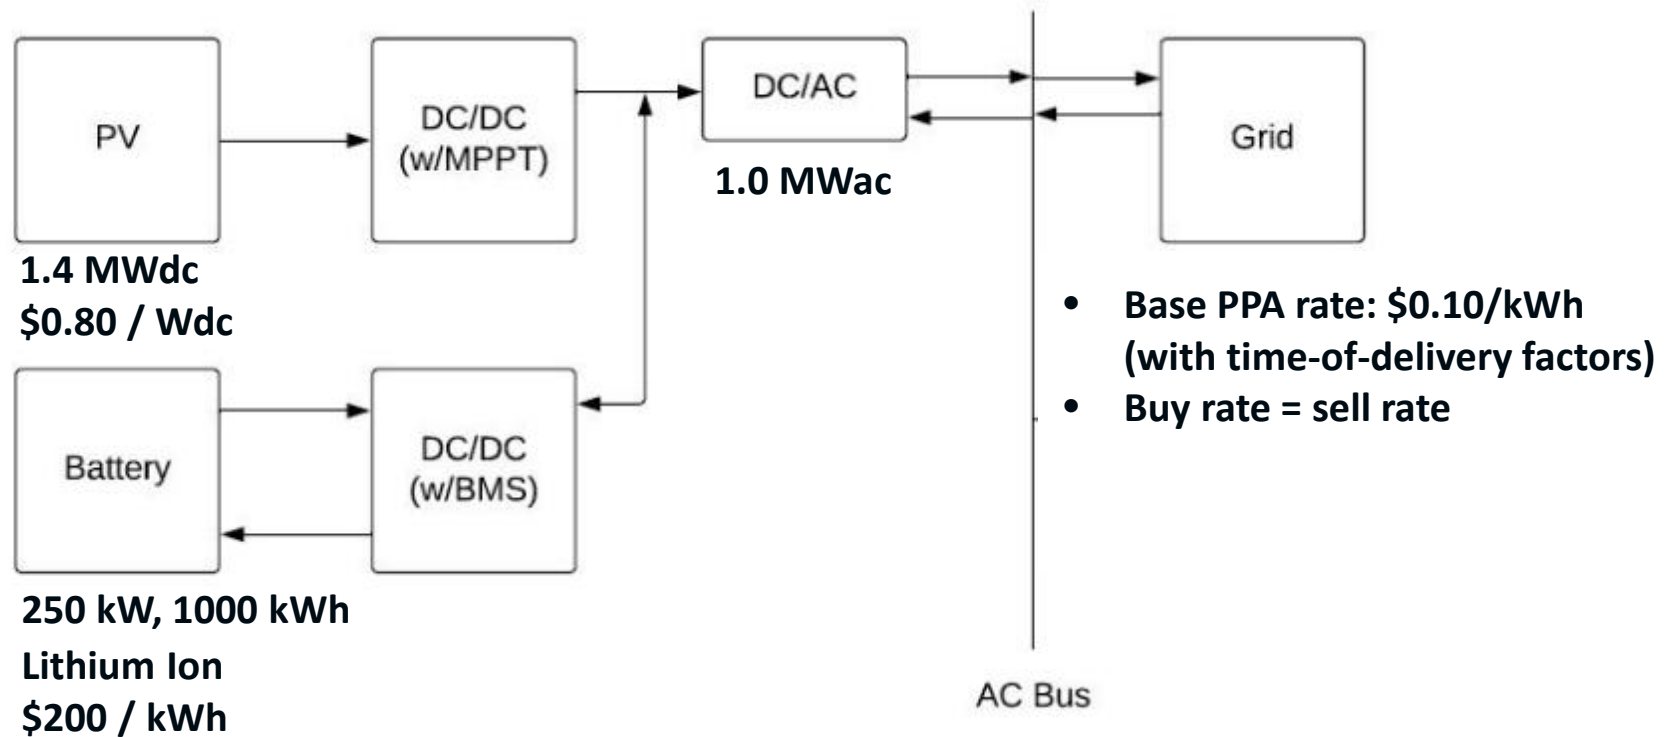 PV
DC/DC
(w/MPPT)
DC/AC
Grid
1.0 MWac
1.4 MWdc
$0.80 / Wdc
• Base PPA rate: $0.10/kWh
(with time-of-delivery factors)
• Buy rate = sell rate
Battery
DC/DC
(w/BMS)
250 kW, 1000 kWh
Lithium Ion
$200 / kWh
AC Bus